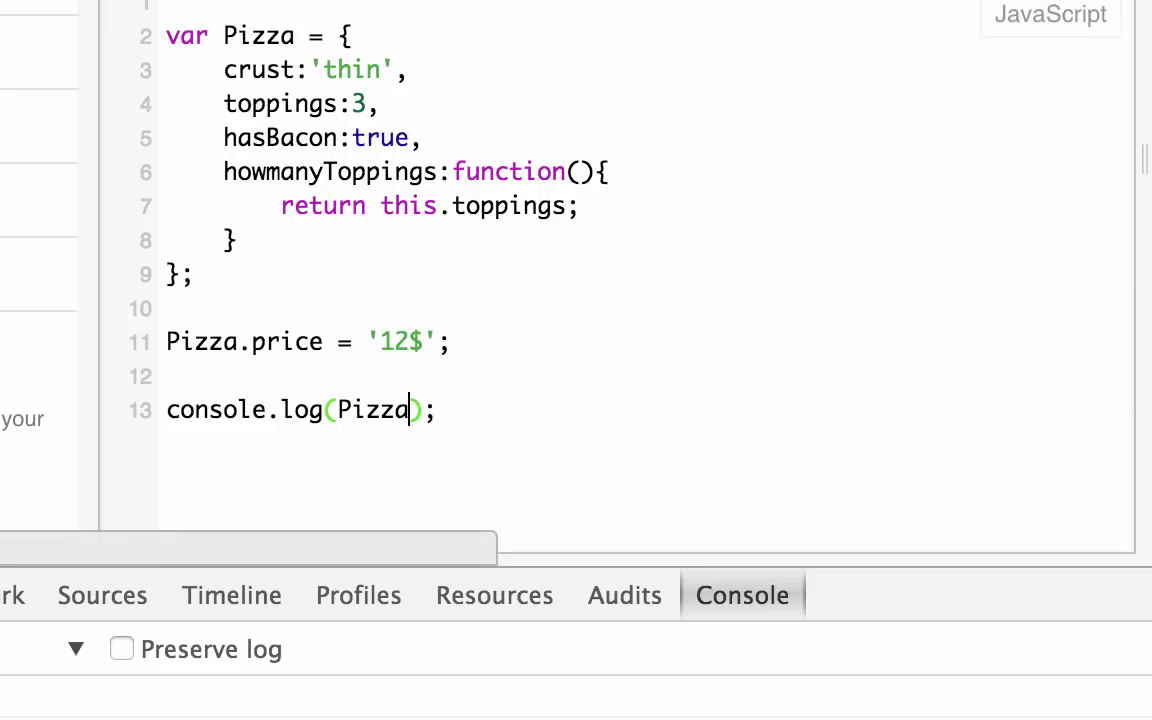 JavaScript
1
2 var Pizza = {
3 crust:'thin',
4 toppings:3,
5 hasBacon:true,
6 howmanyToppings:function(){
7 return this.toppings;
8 }
9 };
10
11 Pizza.price = '12$';
12
13 console.log(Pizza);
your
rk Sources Timeline Profiles Resources Audits Console
▼ Preserve log